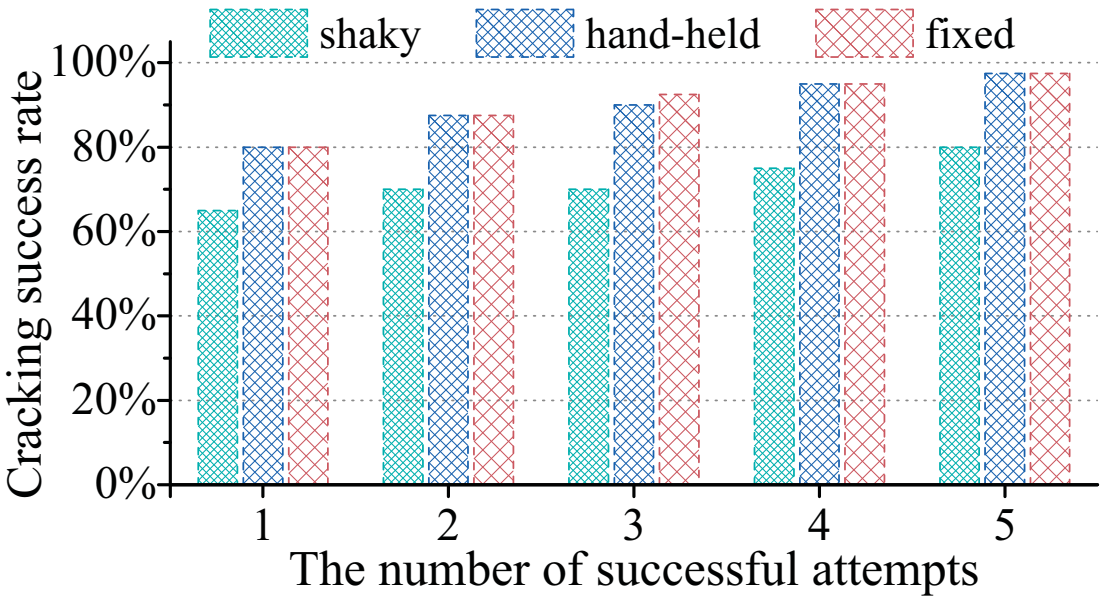 shaky hand-held fixed
Cracking success rate
100%
80%
60%
40%
20%
0%
1 2 3 4 5
The number of successful attempts